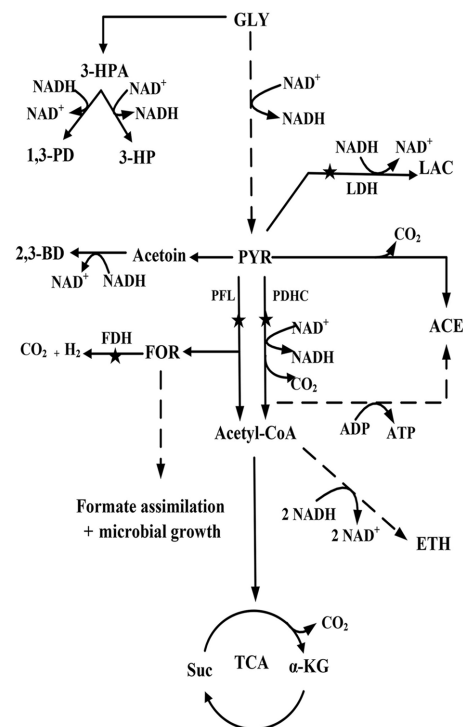 GLY
3-HPA
NADH NAD⁺
NAD⁺ NADH
1,3-PD 3-HP
NAD⁺
NADH
NADH NAD⁺
LAC
LDH
CO₂
2,3-BD Acetoin PYR
NAD⁺ NADH
PFL PDHC
ACE
NAD⁺
FDH
CO₂ + H₂ FOR
NADH
CO₂
ADP ATP
Acetyl-CoA
Formate assimilation
+ microbial growth
2 NADH
2 NAD⁺
ETH
CO₂
Suc TCA α-KG